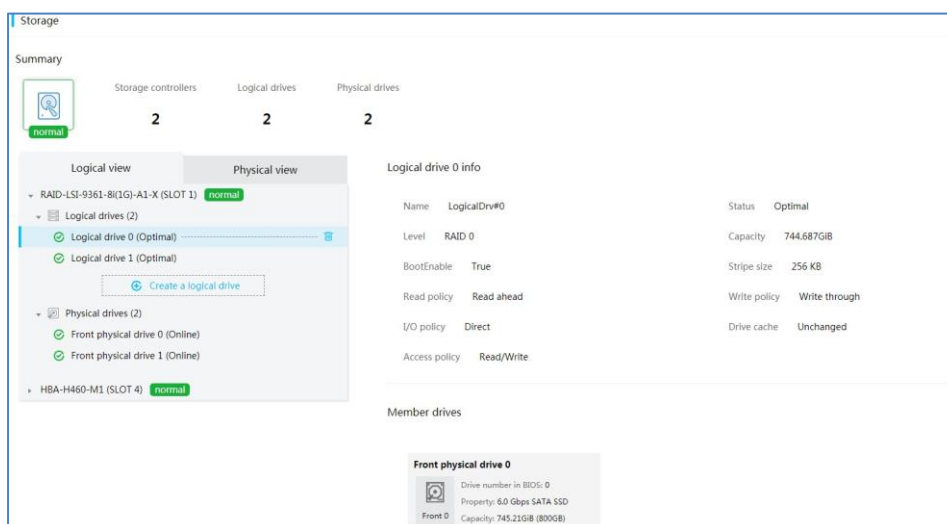 Storage
Summary
Storage controllers Logical drives Physical drives
normal 2 2 2
Logical view Physical view
RAID-LSI-9361-8i(1G)-A1-X (SLOT 1) normal
Logical drives (2)
Logical drive 0 (Optimal)
Logical drive 1 (Optimal)
Create a logical drive
Physical drives (2)
Front physical drive 0 (Online)
Front physical drive 1 (Online)
HBA-H460-M1 (SLOT 4) normal
Logical drive 0 info
Name LogicalDrv#0 Status Optimal
Level RAID 0 Capacity 744.687GiB
BootEnable True Stripe size 256 KB
Read policy Read ahead Write policy Write through
I/O policy Direct Drive cache Unchanged
Access policy Read/Write
Member drives
Front physical drive 0
Drive number in BIOS: 0
Property: 6.0 Gbps SATA SSD
Front 0 Capacity: 745.21GiB (800GB)